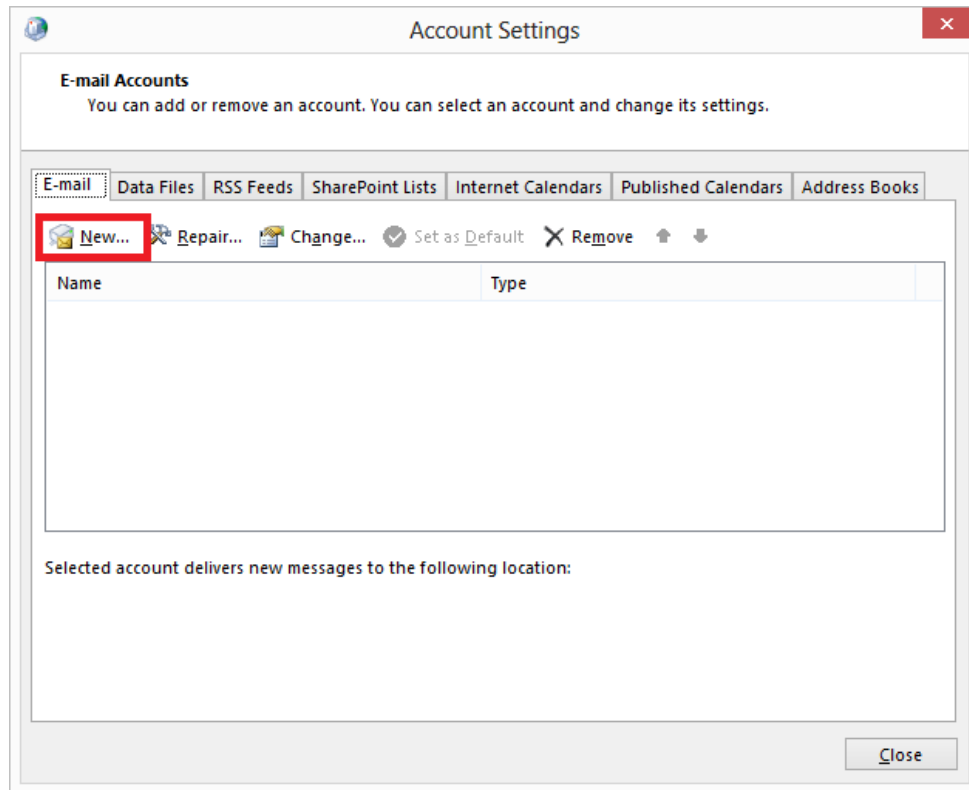 Account Settings
E-mail Accounts
You can add or remove an account. You can select an account and change its settings.
E-mail Data Files RSS Feeds SharePoint Lists Internet Calendars Published Calendars Address Books
New... Repair... Change... Set as Default Remove
Name Type
Selected account delivers new messages to the following location:
Close